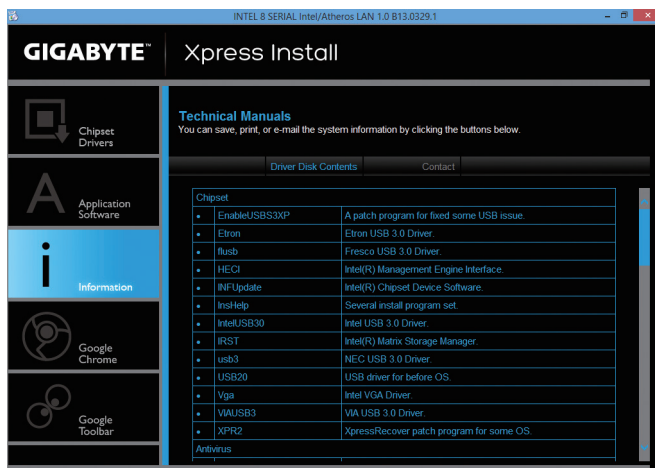 INTEL 8 SERIAL Intel/Atheros LAN 1.0 B13.0329.1
GIGABYTE™ Xpress Install
Chipset
Drivers
Application
Software
Information
Google
Chrome
Google
Toolbar
Technical Manuals
You can save, print, or e-mail the system information by clicking the buttons below.
Driver Disk Contents Contact
Chipset
• EnableUSBS3XP A patch program for fixed some USB issue.
• Etron Etron USB 3.0 Driver.
• flusb Fresco USB 3.0 Driver.
• HECI Intel(R) Management Engine Interface.
• INFUpdate Intel(R) Chipset Device Software.
• InsHelp Several install program set.
• IntelUSB30 Intel USB 3.0 Driver.
• IRST Intel(R) Matrix Storage Manager.
• usb3 NEC USB 3.0 Driver.
• USB20 USB driver for before OS.
• Vga Intel VGA Driver.
• VIAUSB3 VIA USB 3.0 Driver.
• XPR2 XpressRecover patch program for some OS.
Antivirus